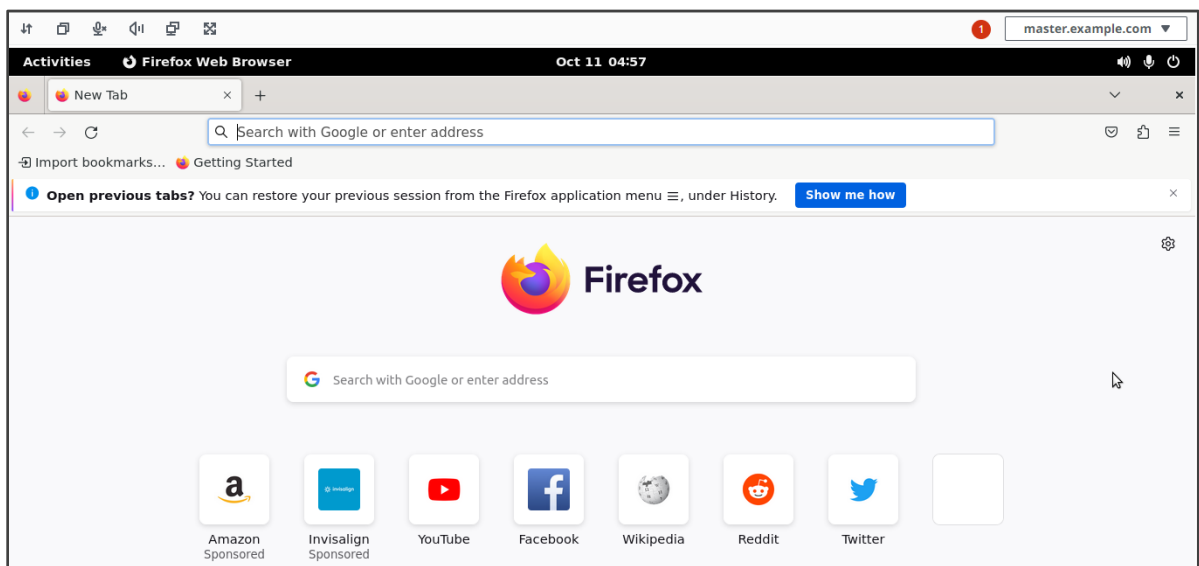 1 master.example.com
Activities Firefox Web Browser Oct 11 04:57
New Tab
Search with Google or enter address
Import bookmarks... Getting Started
Open previous tabs? You can restore your previous session from the Firefox application menu ≡, under History. Show me how
Firefox
Search with Google or enter address
a invisalign f
Amazon Invisalign YouTube Facebook Wikipedia Reddit Twitter
Sponsored Sponsored